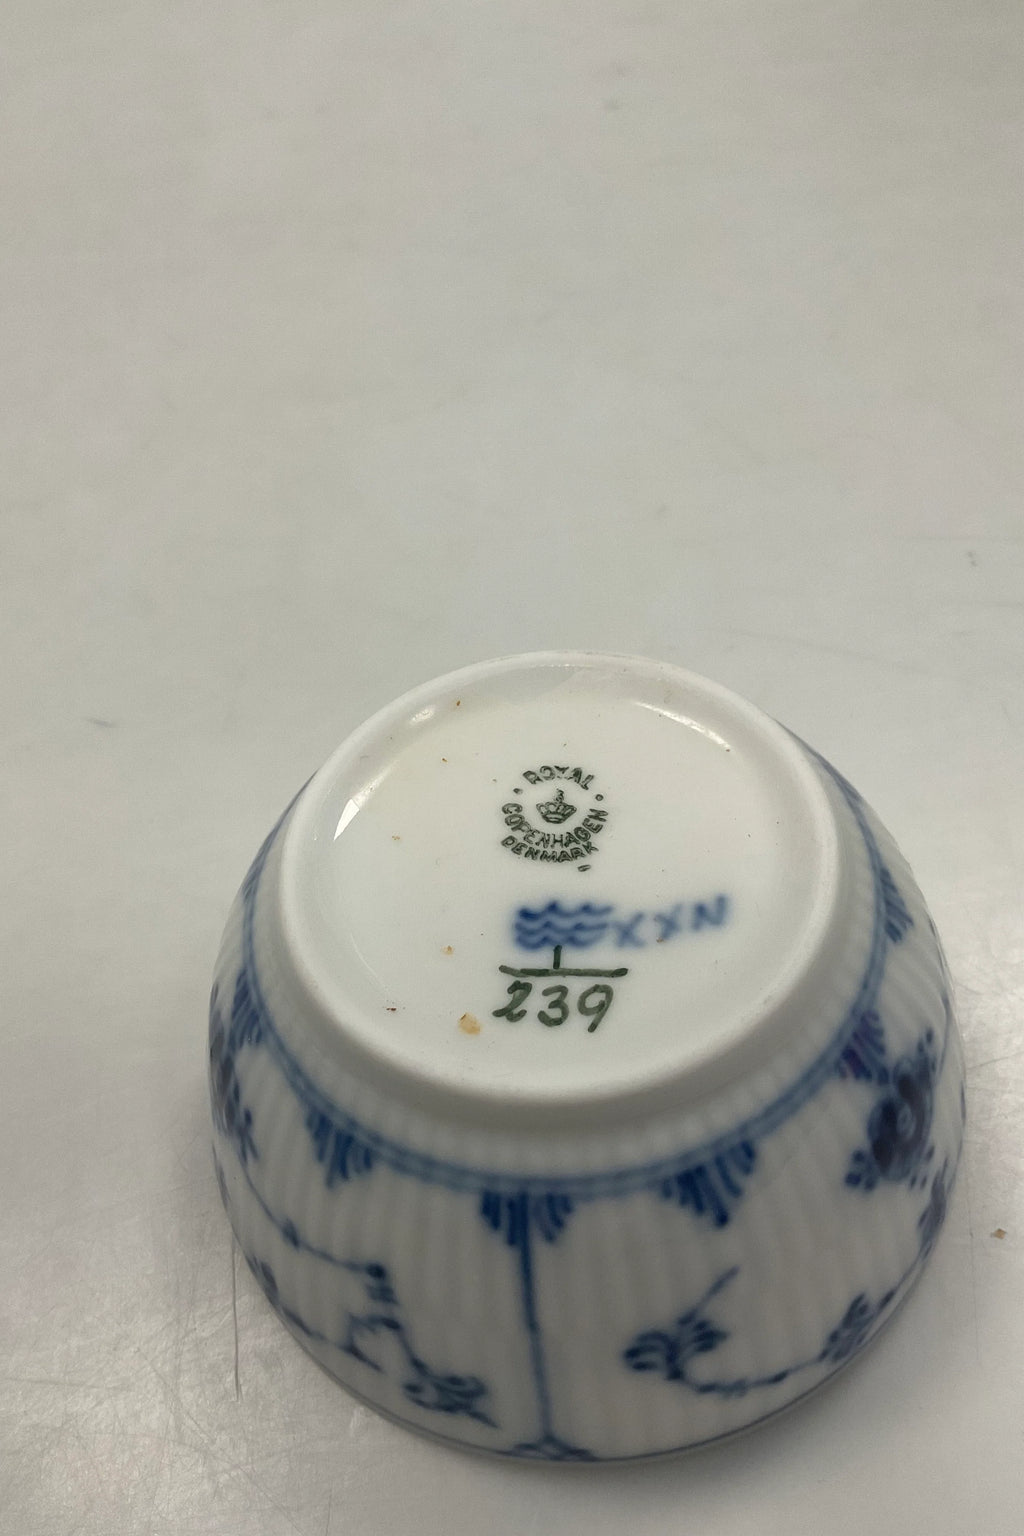 ROYAL
COPENHAGEN
DENMARK
XXN
1
239